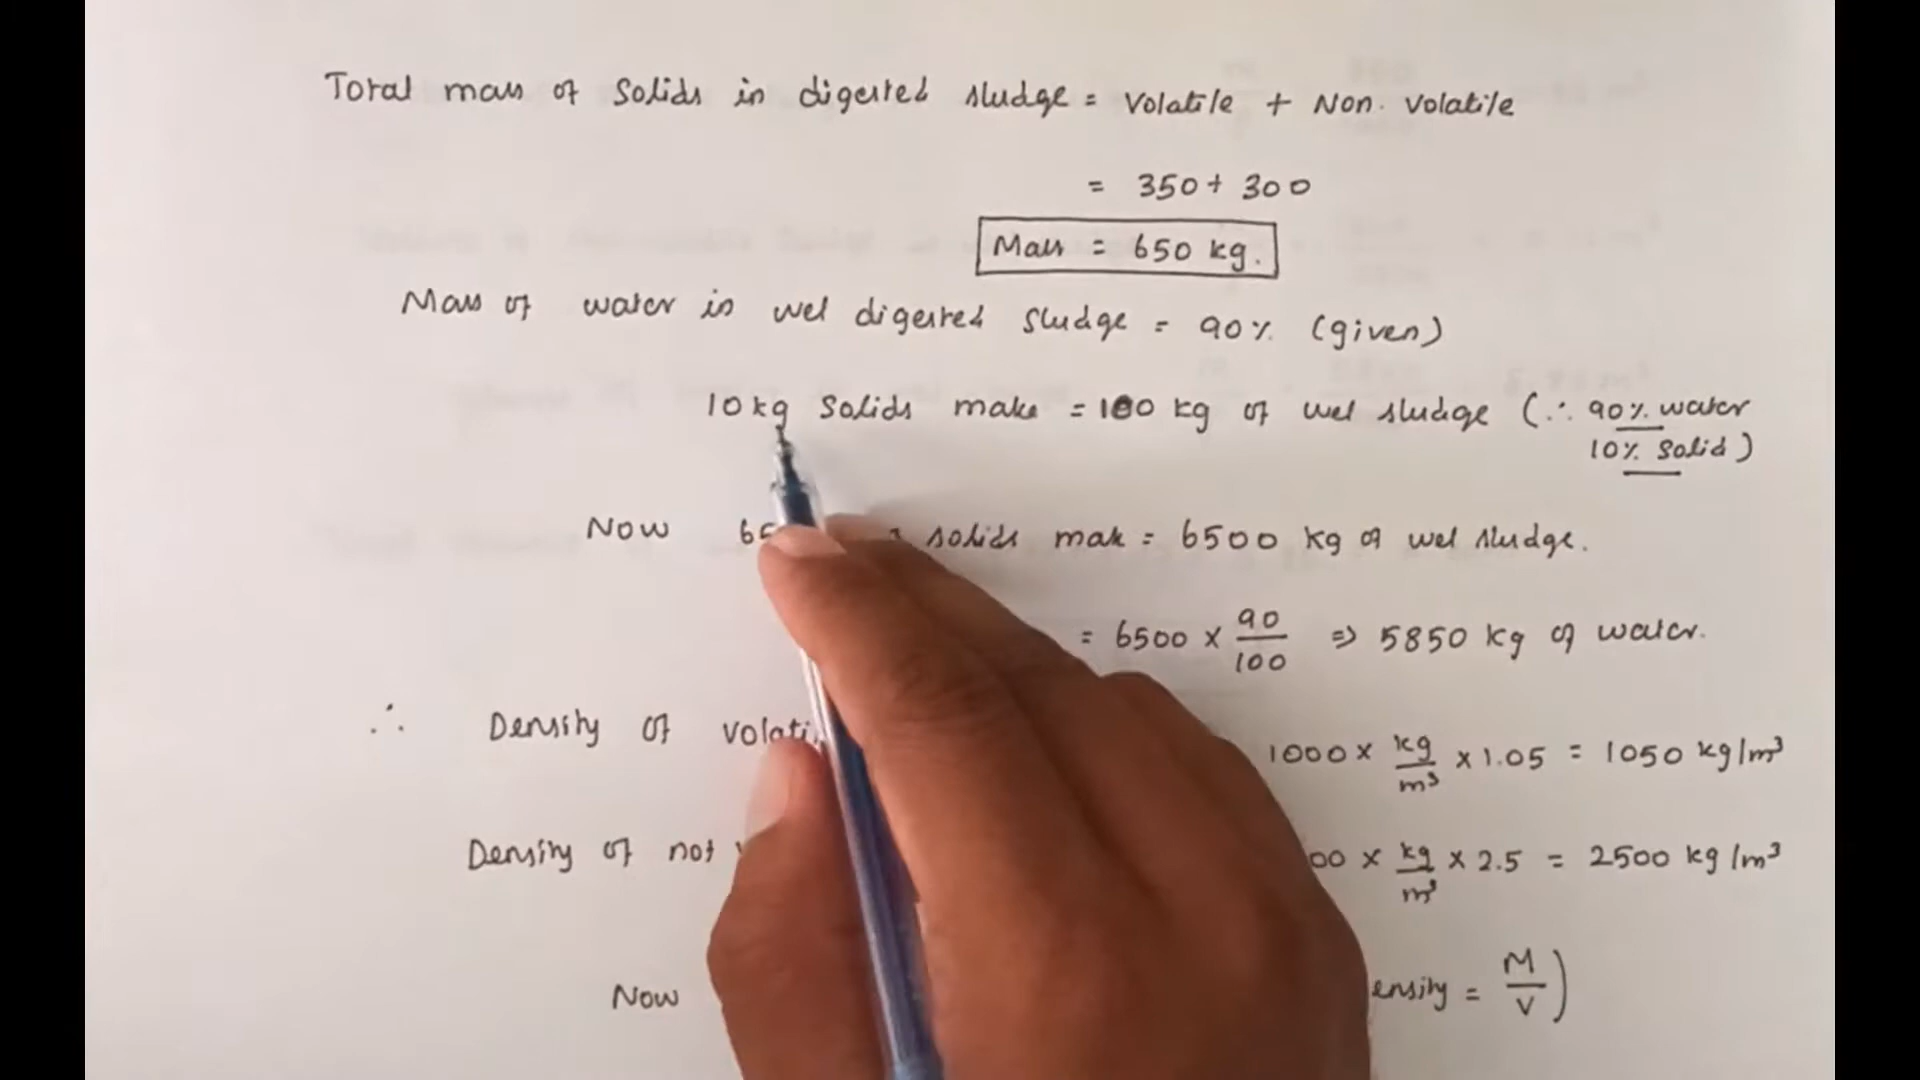 Total mass of Solids in digested sludge = Volatile + Non. Volatile
= 350 + 300
Mass = 650 kg.
Mass of water in wet digested sludge = 90% (given)
10 kg solids make = 100 kg of wet sludge (∵ 90% water
10% solid)
Now solids mak = 6500 kg of wet sludge.
= 6500 × 90/100 ⇒ 5850 kg of water.
∴ Density of volati 1000 × kg/m³ × 1.05 = 1050 kg/m³
Density of not 00 × kg/m³ × 2.5 = 2500 kg/m³
Now ensity = M/V)